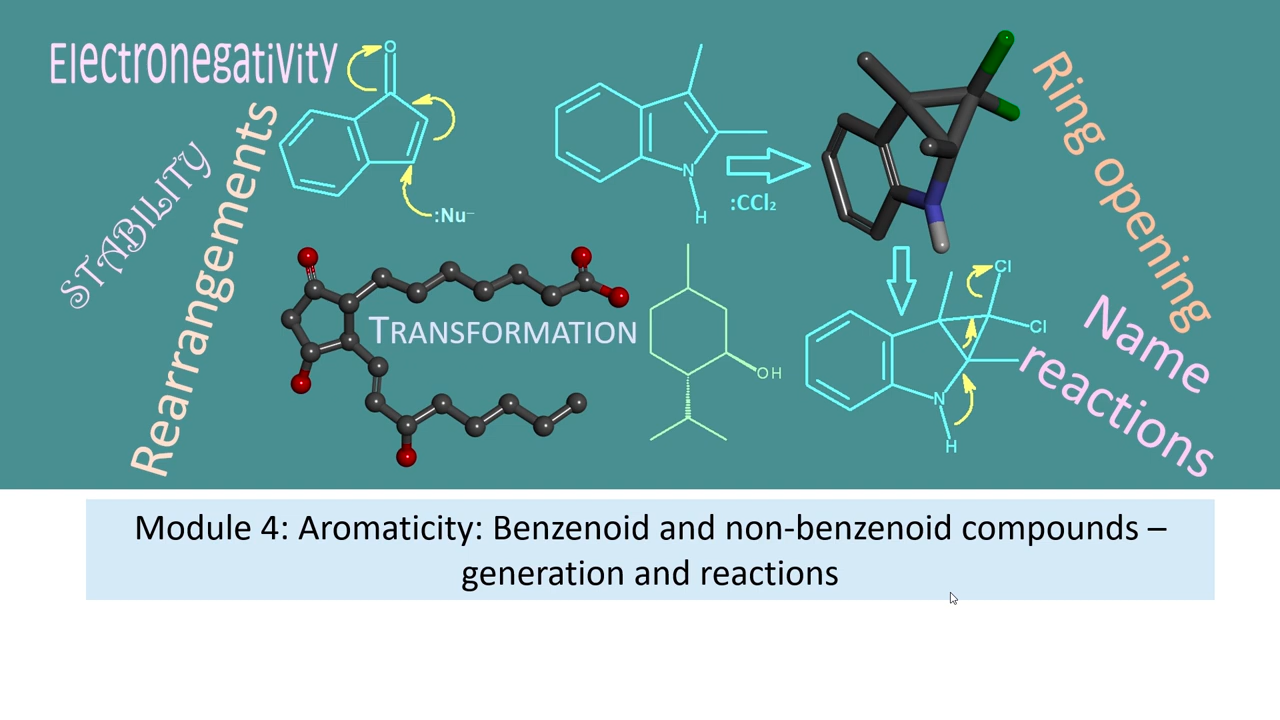 Electronegativity
STABILITY
Rearrangements
O
:Nu⁻
N
H
:CCl₂
Ring opening
TRANSFORMATION
OH
Cl
Cl
N
H
Name
reactions
Module 4: Aromaticity: Benzenoid and non-benzenoid compounds –
generation and reactions